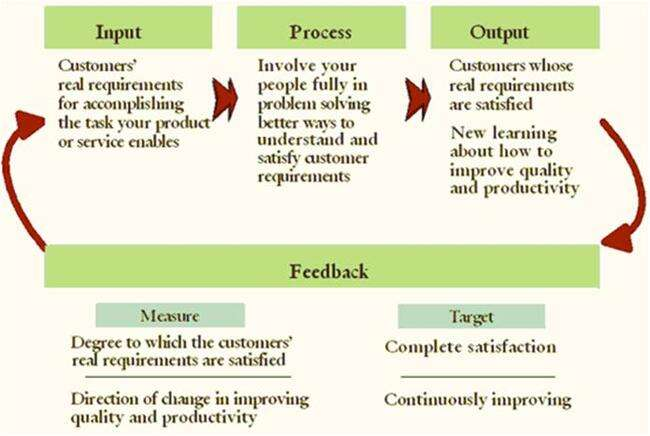 Input
Customers'
real requirements
for accomplishing
the task your product
or service enables
Process
Involve your
people fully in
problem solving
better ways to
understand and
satisfy customer
requirements
Output
Customers whose
real requirements
are satisfied
New learning
about how to
improve quality
and productivity
Feedback
Measure
Degree to which the customers'
real requirements are satisfied
Direction of change in improving
quality and productivity
Target
Complete satisfaction
Continuously improving